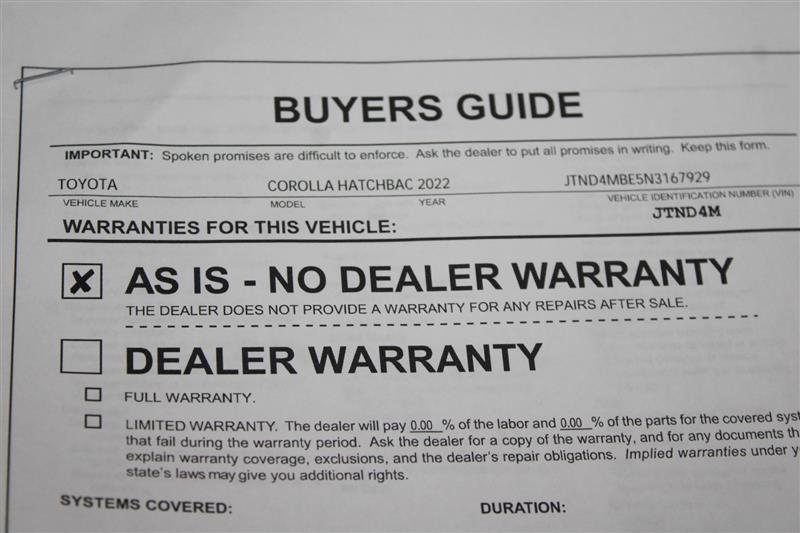 BUYERS GUIDE
IMPORTANT: Spoken promises are difficult to enforce. Ask the dealer to put all promises in writing. Keep this form.
TOYOTA COROLLA HATCHBAC 2022 JTND4MBE5N3167929
VEHICLE MAKE MODEL YEAR VEHICLE IDENTIFICATION NUMBER (VIN)
JTND4M
WARRANTIES FOR THIS VEHICLE:
X AS IS - NO DEALER WARRANTY
THE DEALER DOES NOT PROVIDE A WARRANTY FOR ANY REPAIRS AFTER SALE.
DEALER WARRANTY
FULL WARRANTY.
LIMITED WARRANTY. The dealer will pay 0.00 % of the labor and 0.00 % of the parts for the covered syst
that fail during the warranty period. Ask the dealer for a copy of the warranty, and for any documents th
explain warranty coverage, exclusions, and the dealer's repair obligations. Implied warranties under y
state's laws may give you additional rights.
SYSTEMS COVERED: DURATION: